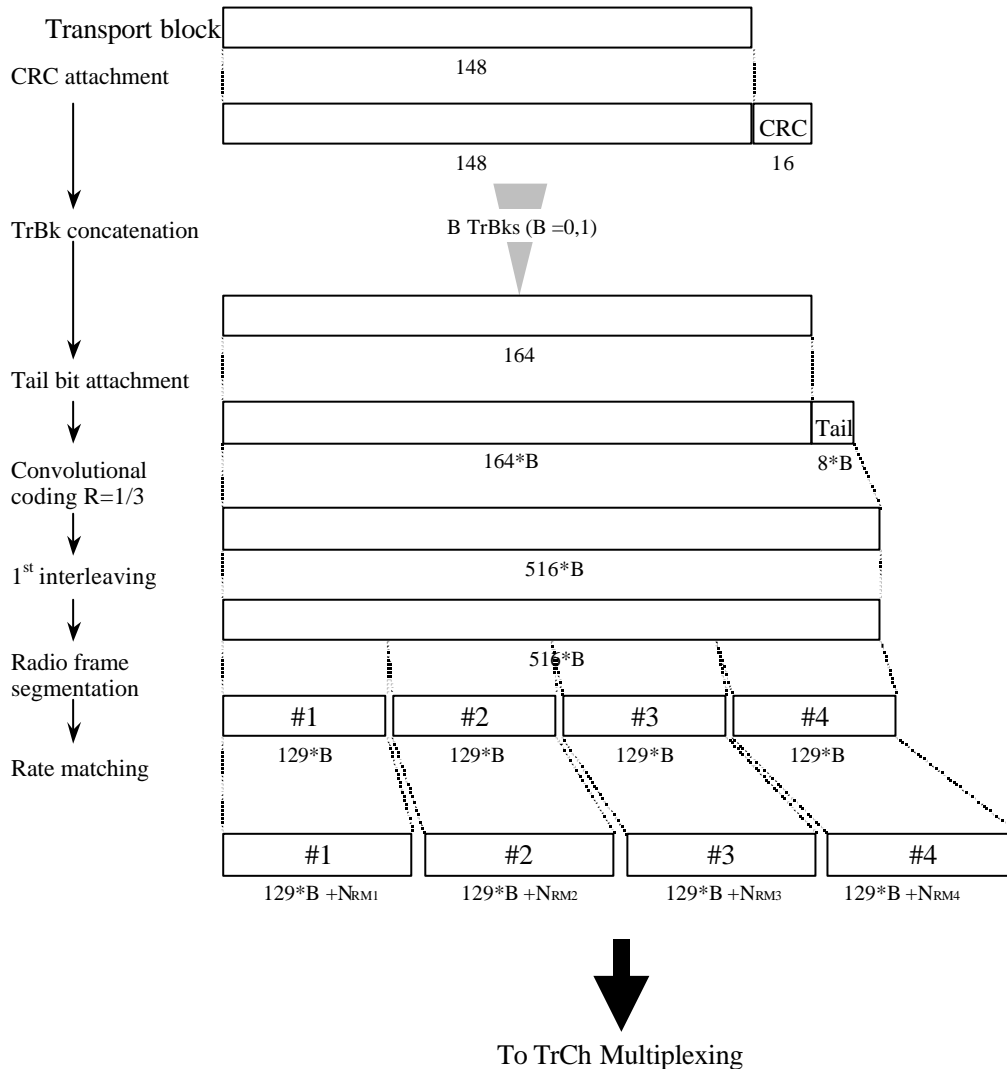 Transport block
148
CRC attachment
CRC
148
16
TrBk concatenation
B TrBks (B =0,1)
164
Tail bit attachment
Tail
164*B
8*B
Convolutional
coding R=1/3
516*B
1st interleaving
516*B
Radio frame
segmentation
#1 #2 #3 #4
129*B 129*B 129*B 129*B
Rate matching
#1 #2 #3 #4
129*B +NRM1 129*B +NRM2 129*B +NRM3 129*B +NRM4
To TrCh Multiplexing